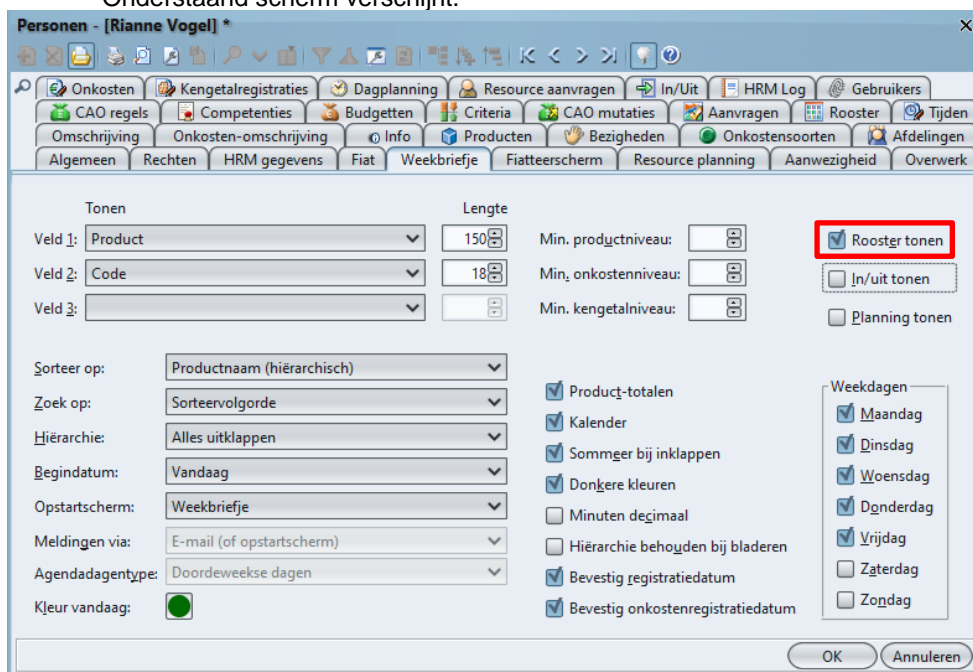 Onderstaand scherm verschijnt:
Personen - [Rianne Vogel] *
Onkosten Kengetalregistraties Dagplanning Resource aanvragen In/Uit HRM Log Gebruikers
CAO regels Competenties Budgetten Criteria CAO mutaties Aanvragen Rooster Tijden
Omschrijving Onkosten-omschrijving Info Producten Bezigheden Onkostensoorten Afdelingen
Algemeen Rechten HRM gegevens Fiat Weekbriefje Fiatteerscherm Resource planning Aanwezigheid Overwerk
Tonen Lengte
Veld 1: Product 150 Min. productniveau: Rooster tonen
Veld 2: Code 18 Min. onkostenniveau: In/uit tonen
Veld 3: Min. kengetalniveau: Planning tonen
Sorteer op: Productnaam (hiërarchisch)
Zoek op: Sorteervolgorde
Hiërarchie: Alles uitklappen
Begindatum: Vandaag
Opstartscherm: Weekbriefje
Meldingen via: E-mail (of opstartscherm)
Agendadagentype: Doordeweekse dagen
Kleur vandaag:
Product-totalen
Kalender
Sommeer bij inklappen
Donkere kleuren
Minuten decimaal
Hiërarchie behouden bij bladeren
Bevestig registratiedatum
Bevestig onkostenregistratiedatum
Weekdagen
Maandag
Dinsdag
Woensdag
Donderdag
Vrijdag
Zaterdag
Zondag
OK Annuleren